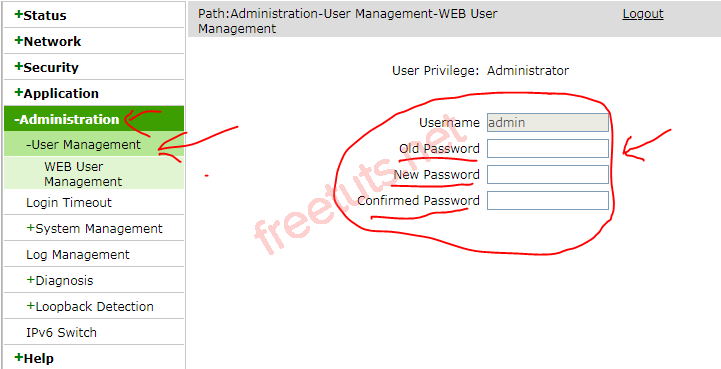 +Status
+Network
+Security
+Application
-Administration
-User Management
WEB User
Management
Login Timeout
+System Management
Log Management
+Diagnosis
+Loopback Detection
IPv6 Switch
+Help
Path:Administration-User Management-WEB User
Management
Logout
User Privilege: Administrator
Username admin
Old Password
New Password
Confirmed Password
freetuts.net